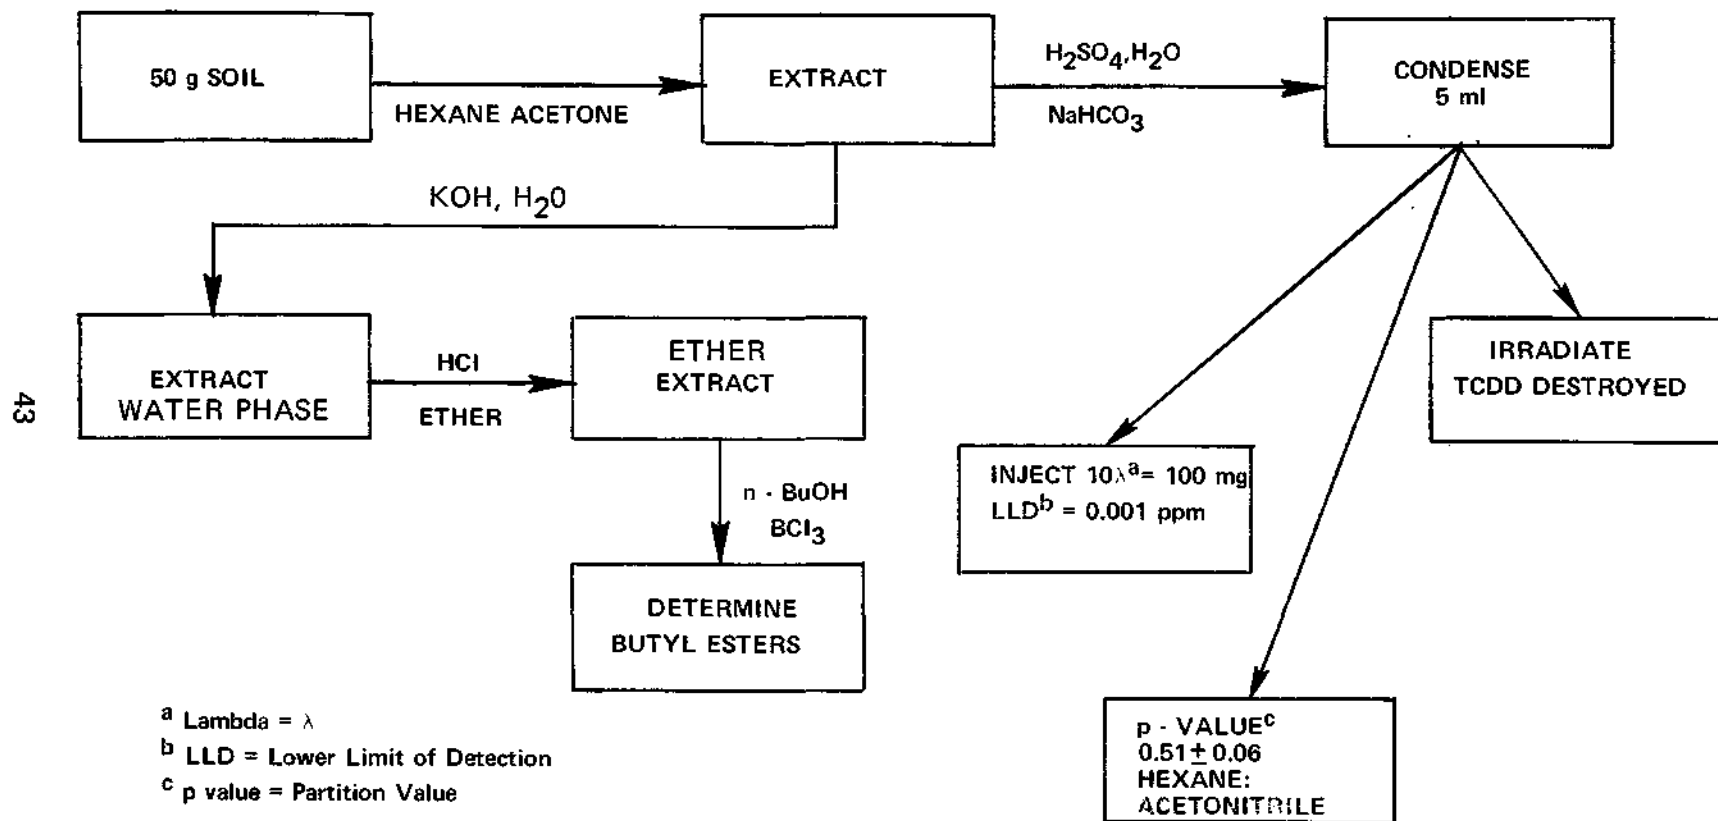 50 g SOIL
HEXANE ACETONE
EXTRACT
H₂SO₄,H₂O
NaHCO₃
CONDENSE
5 ml
KOH, H₂O
EXTRACT
WATER PHASE
HCl
ETHER
ETHER
EXTRACT
n - BuOH
BCl₃
DETERMINE
BUTYL ESTERS
INJECT 10λᵃ= 100 mg
LLDᵇ = 0.001 ppm
p - VALUEᶜ
0.51 ± 0.06
HEXANE:
ACETONITRILE
IRRADIATE
TCDD DESTROYED
ᵃ Lambda = λ
ᵇ LLD = Lower Limit of Detection
ᶜ p value = Partition Value
43